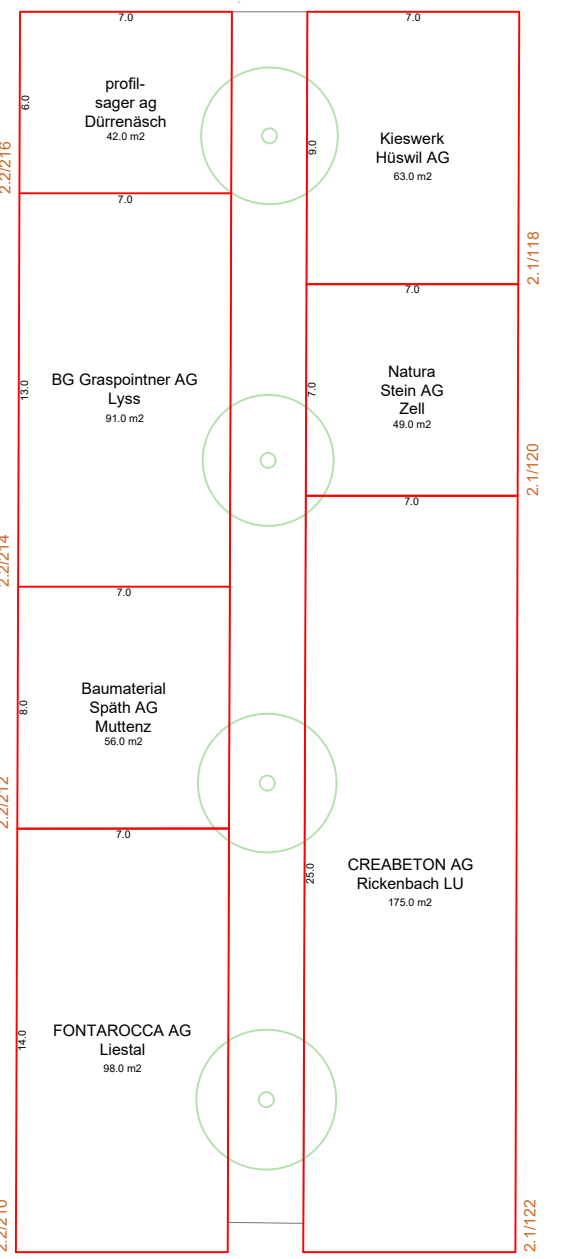 7.0
6.0
profil-
sager ag
Dürrenäsch
42.0 m2
2.2/216
7.0
13.0
BG Graspointner AG
Lyss
91.0 m2
2.2/214
7.0
8.0
Baumaterial
Späth AG
Muttenz
56.0 m2
2.2/212
7.0
14.0
FONTAROCCA AG
Liestal
98.0 m2
2.2/210
7.0
9.0
Kieswerk
Hüswil AG
63.0 m2
2.1/118
7.0
7.0
Natura
Stein AG
Zell
49.0 m2
2.1/120
7.0
25.0
CREABETON AG
Rickenbach LU
175.0 m2
2.1/122